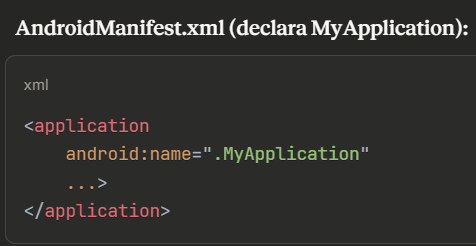 AndroidManifest.xml (declara MyApplication):
xml
<application
    android:name=".MyApplication"
    ...>
</application>